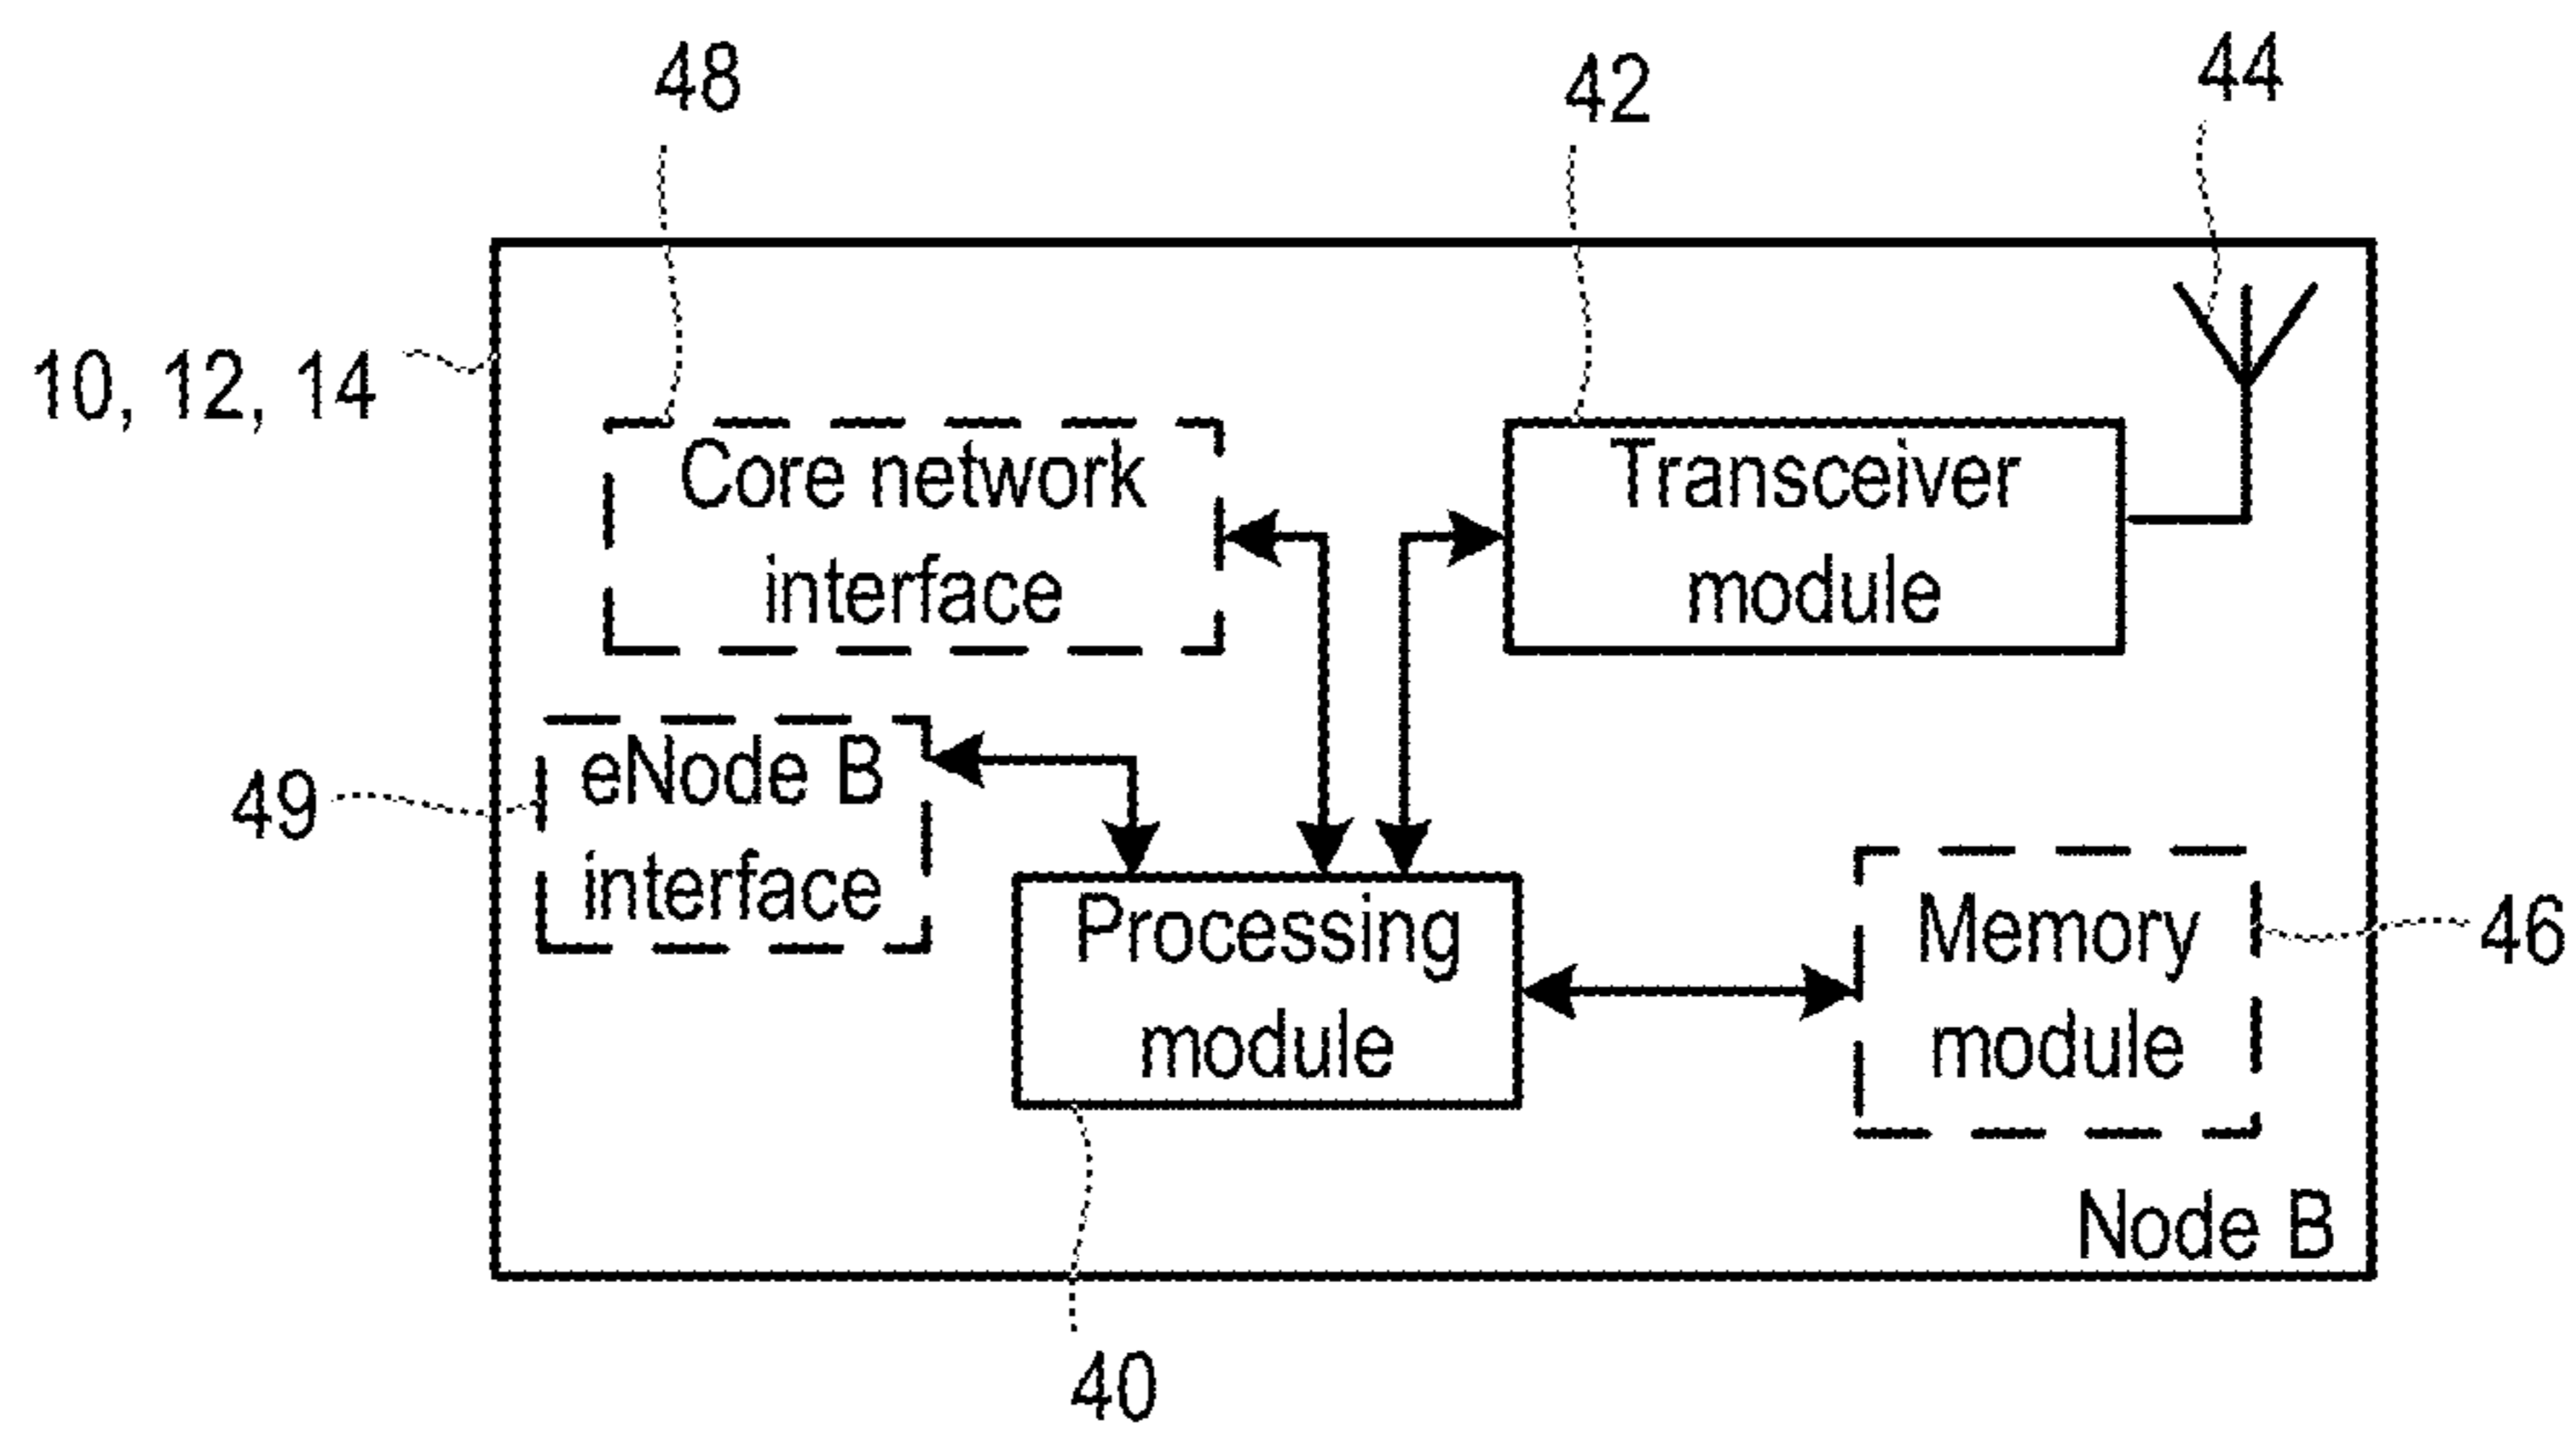 48
42
44
10, 12, 14
Core network
interface
Transceiver
module
eNode B
interface
49
Processing
module
Memory
module
46
Node B
40